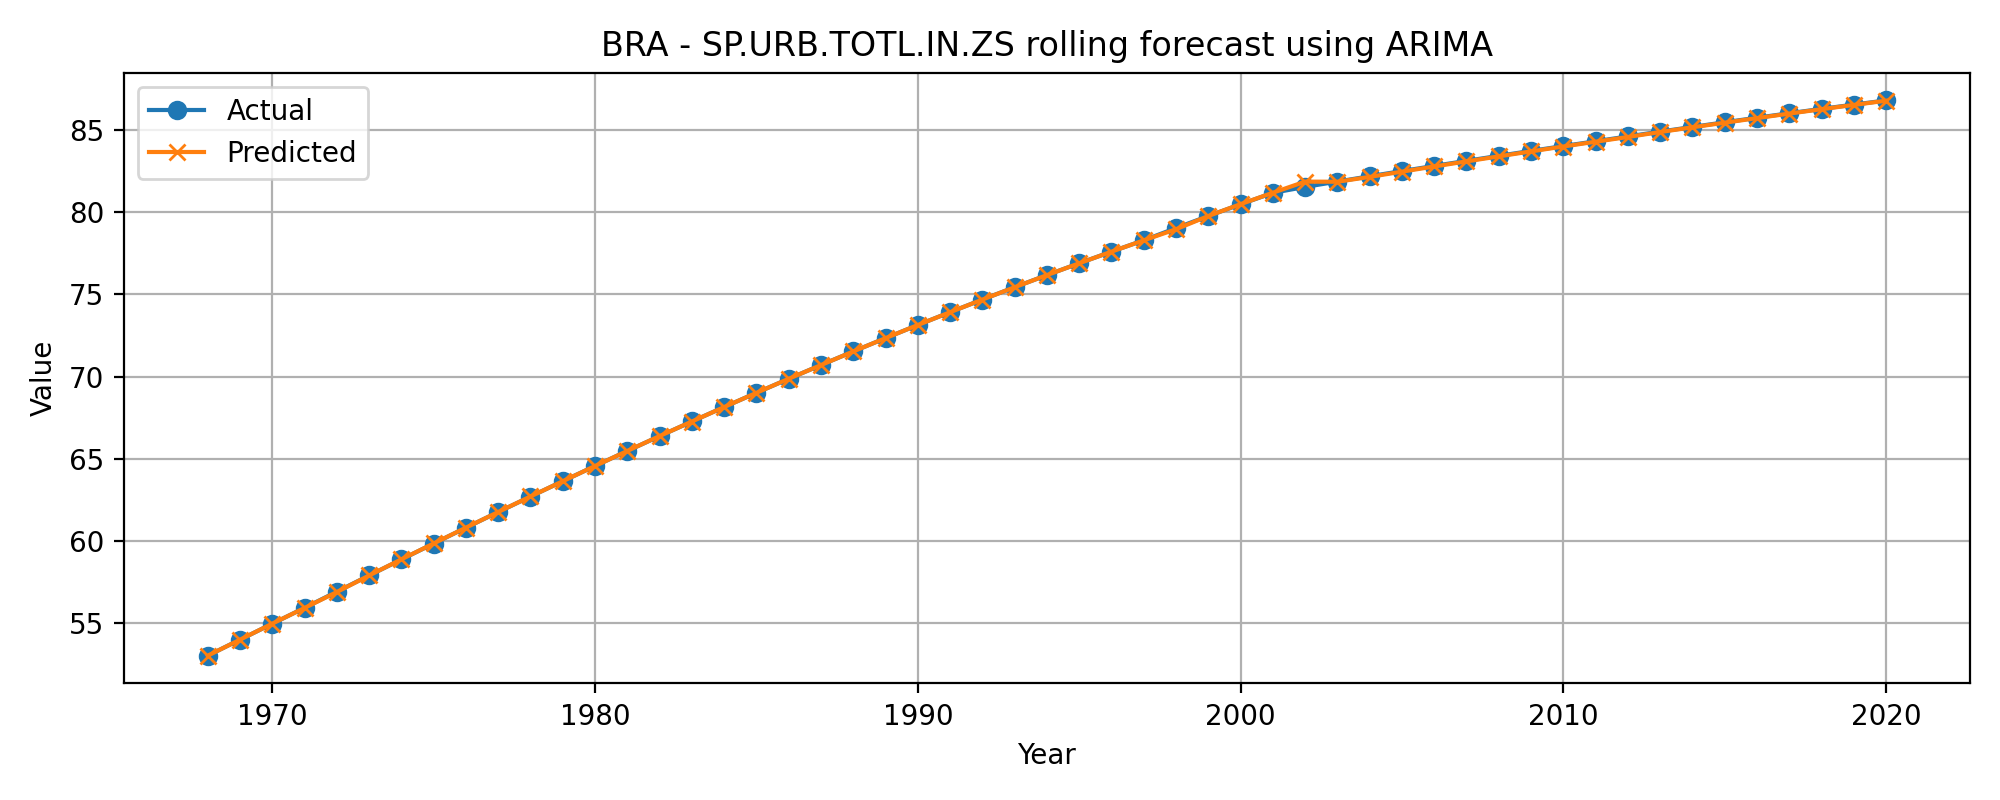 BRA - SP.URB.TOTL.IN.ZS rolling forecast using ARIMA
Actual
Predicted
85
80
75
70
65
60
55
Value
1970 1980 1990 2000 2010 2020
Year